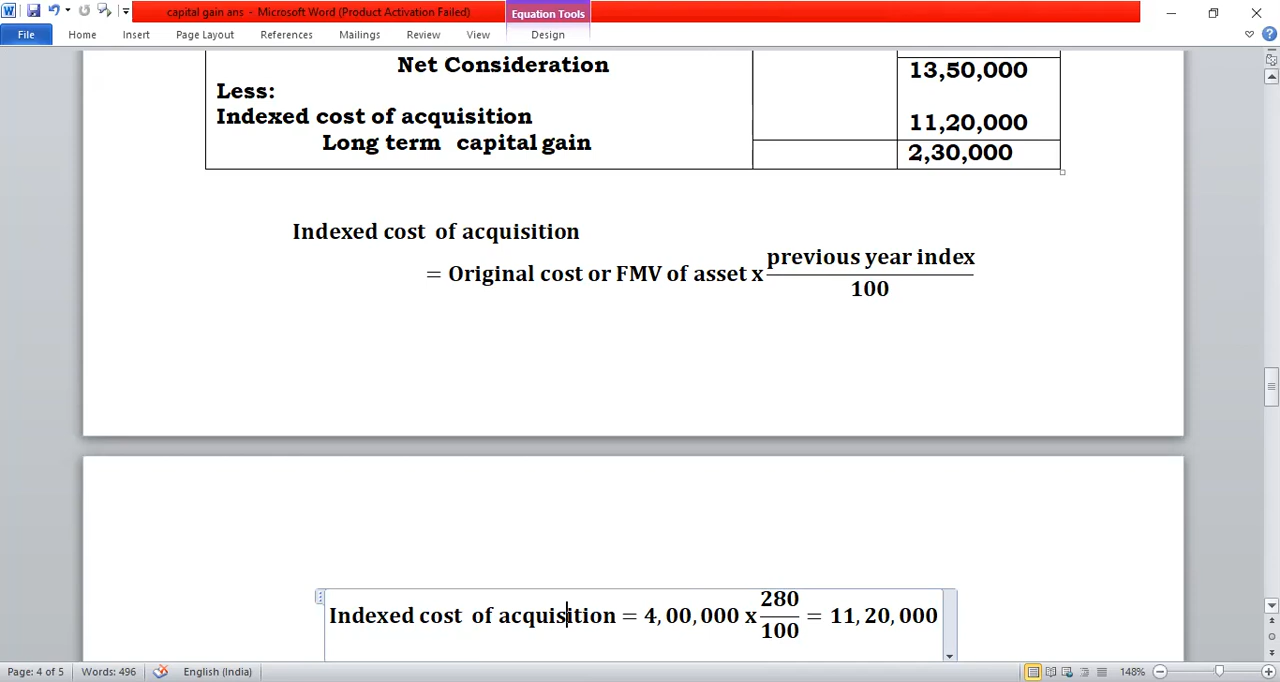 capital gain ans - Microsoft Word (Product Activation Failed)
Equation Tools
File Home Insert Page Layout References Mailings Review View Design
Net Consideration 13,50,000
Less:
Indexed cost of acquisition 11,20,000
Long term capital gain 2,30,000
Indexed cost of acquisition
= Original cost or FMV of asset x previous year index
100
Indexed cost of acquisition = 4,00,000 x 280 = 11,20,000
100
Page: 4 of 5 Words: 496 English (India) 148%